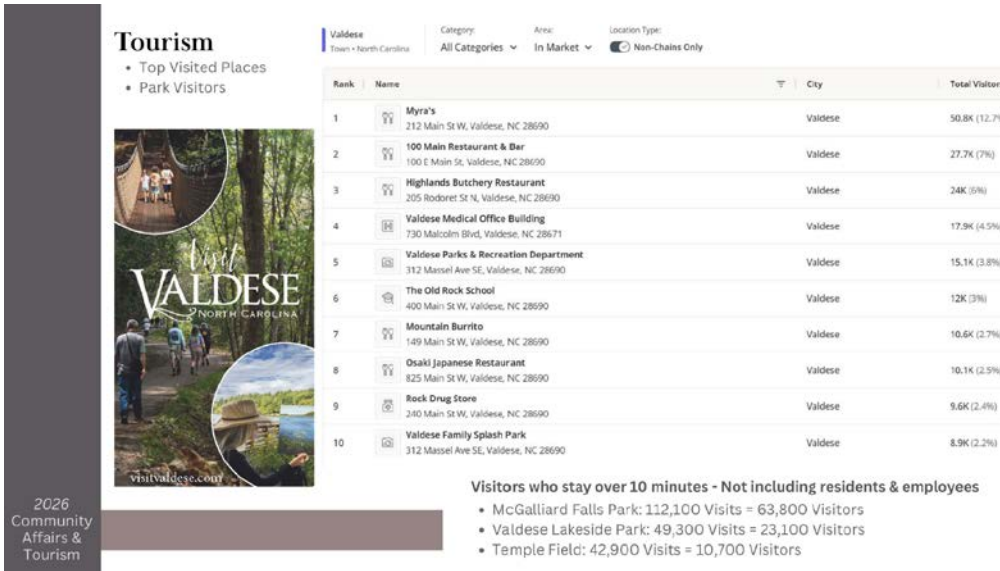 Tourism
• Top Visited Places
• Park Visitors
Visit
VALDESE
NORTH CAROLINA
visitvaldese.com
2026
Community
Affairs &
Tourism
Valdese
Town • North Carolina
Category:
All Categories
Area:
In Market
Location Type:
Non-Chains Only
Rank Name City Total Visitor
1 Myra's Valdese 50.8K (12.7%
212 Main St W, Valdese, NC 28690
2 100 Main Restaurant & Bar Valdese 27.7K (7%)
100 E Main St, Valdese, NC 28690
3 Highlands Butchery Restaurant Valdese 24K (6%)
205 Rodoret St N, Valdese, NC 28690
4 Valdese Medical Office Building Valdese 17.9K (4.5%)
730 Malcolm Blvd, Valdese, NC 28671
5 Valdese Parks & Recreation Department Valdese 15.1K (3.8%)
312 Massel Ave SE, Valdese, NC 28690
6 The Old Rock School Valdese 12K (3%)
400 Main St W, Valdese, NC 28690
7 Mountain Burrito Valdese 10.6K (2.7%)
149 Main St W, Valdese, NC 28690
8 Osaki Japanese Restaurant Valdese 10.1K (2.5%)
825 Main St W, Valdese, NC 28690
9 Rock Drug Store Valdese 9.6K (2.4%)
240 Main St W, Valdese, NC 28690
10 Valdese Family Splash Park Valdese 8.9K (2.2%)
312 Massel Ave SE, Valdese, NC 28690
Visitors who stay over 10 minutes - Not including residents & employees
• McGalliard Falls Park: 112,100 Visits = 63,800 Visitors
• Valdese Lakeside Park: 49,300 Visits = 23,100 Visitors
• Temple Field: 42,900 Visits = 10,700 Visitors